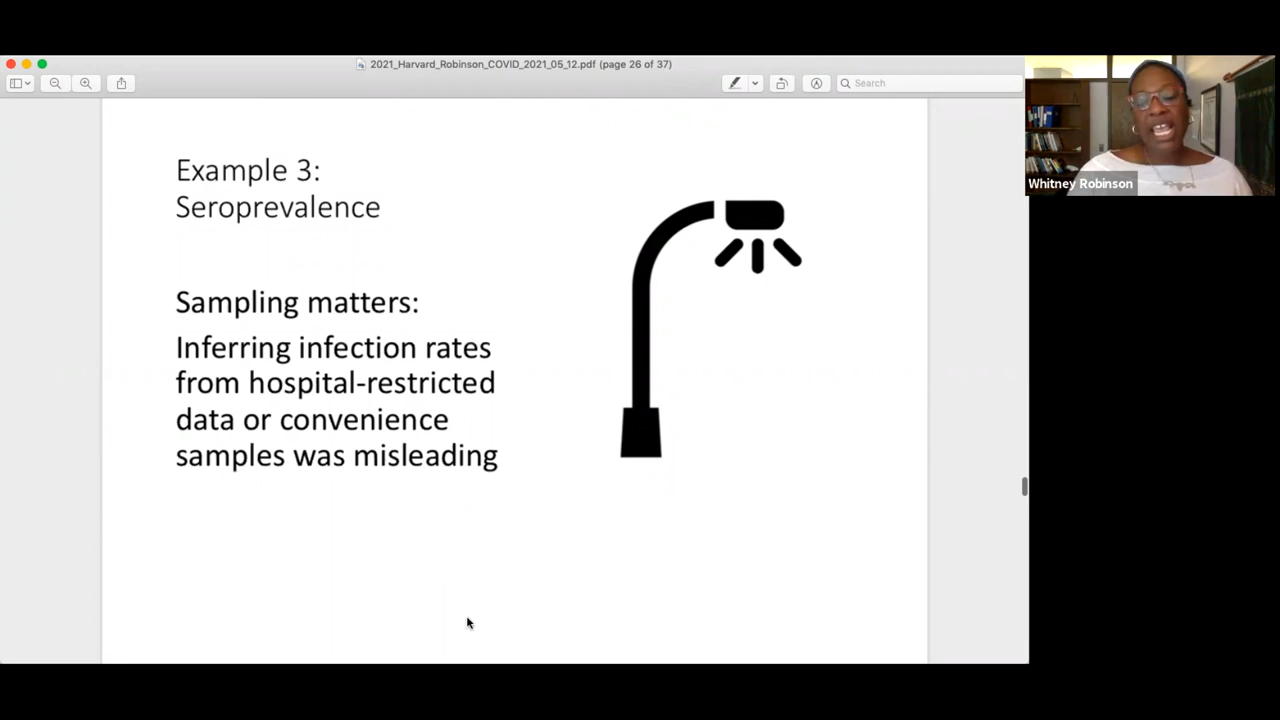 2021_Harvard_Robinson_COVID_2021_05_12.pdf (page 26 of 37)
Search
Whitney Robinson
Example 3:
Seroprevalence
Sampling matters:
Inferring infection rates
from hospital-restricted
data or convenience
samples was misleading